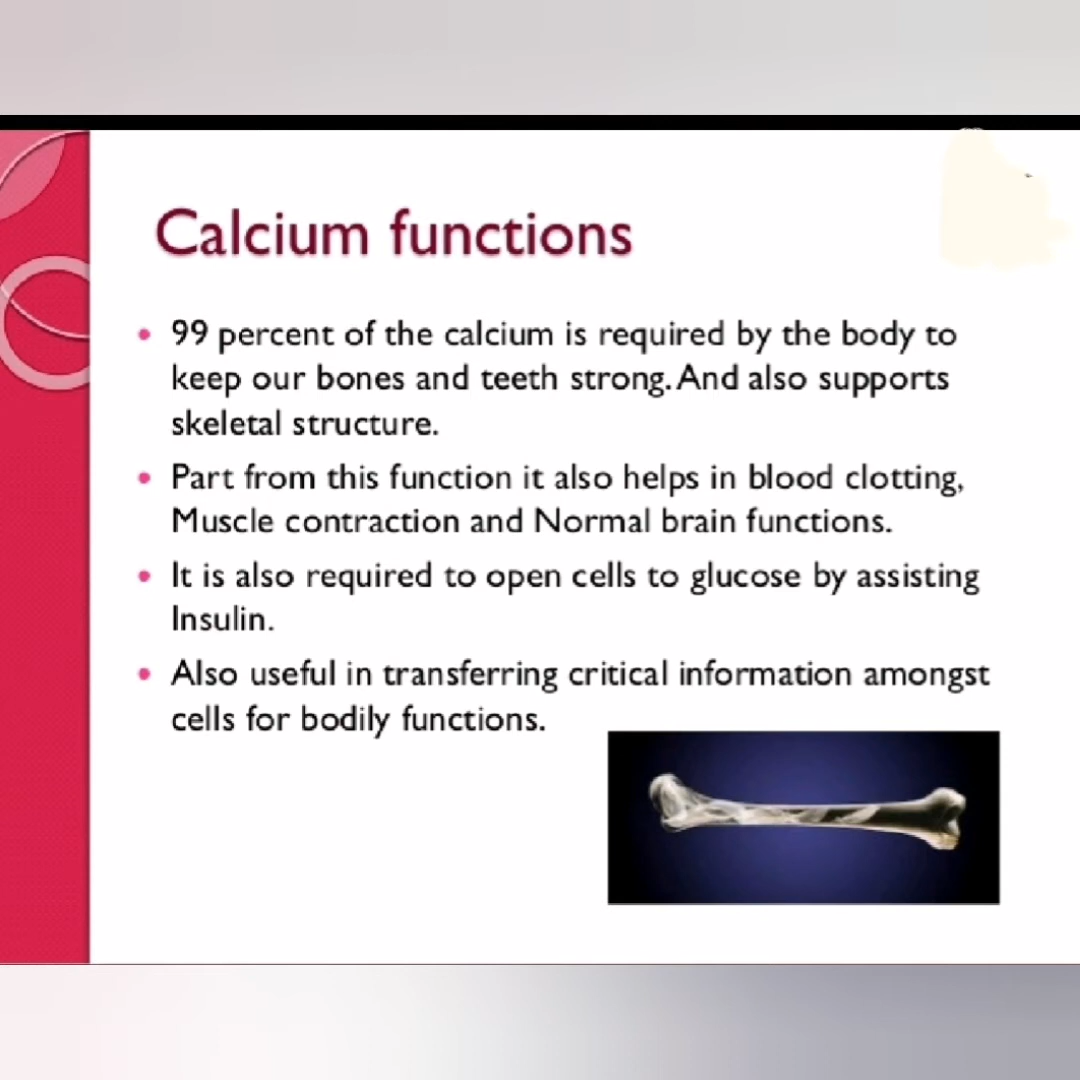 Calcium functions
• 99 percent of the calcium is required by the body to
keep our bones and teeth strong. And also supports
skeletal structure.
• Part from this function it also helps in blood clotting,
Muscle contraction and Normal brain functions.
• It is also required to open cells to glucose by assisting
Insulin.
• Also useful in transferring critical information amongst
cells for bodily functions.